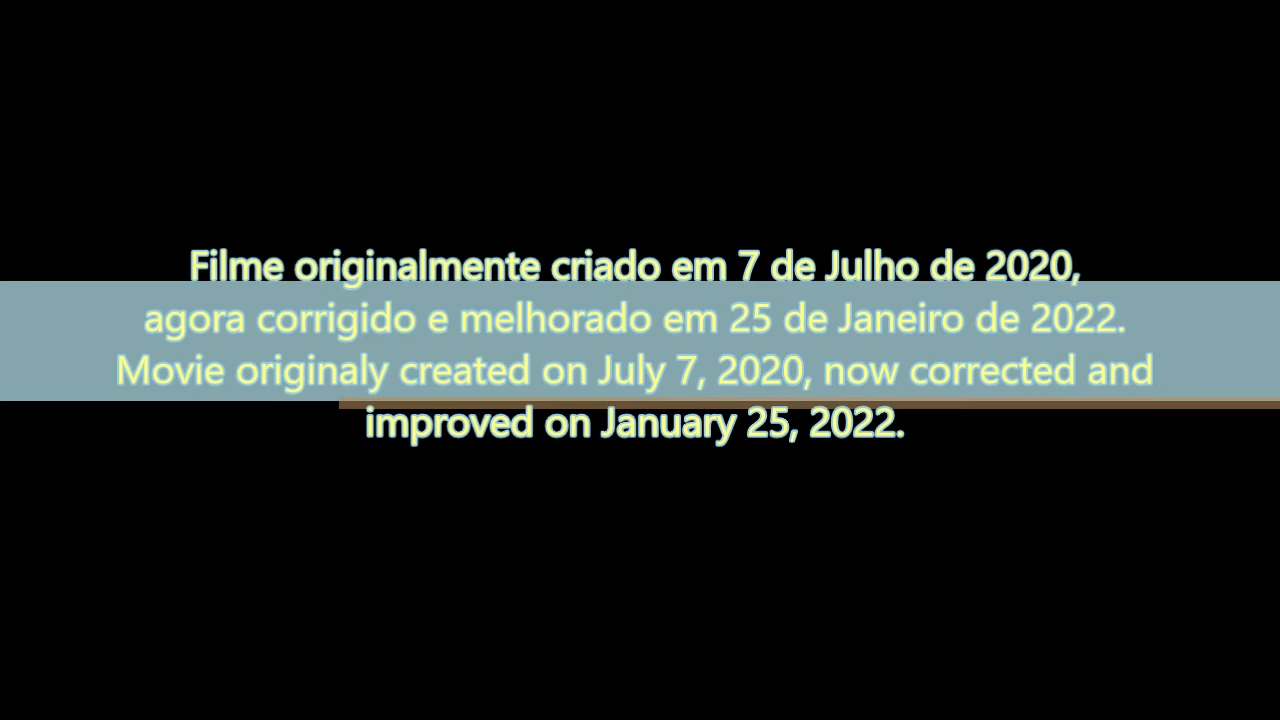 Filme originalmente criado em 7 de Julho de 2020,
agora corrigido e melhorado em 25 de Janeiro de 2022.
Movie originaly created on July 7, 2020, now corrected and
improved on January 25, 2022.